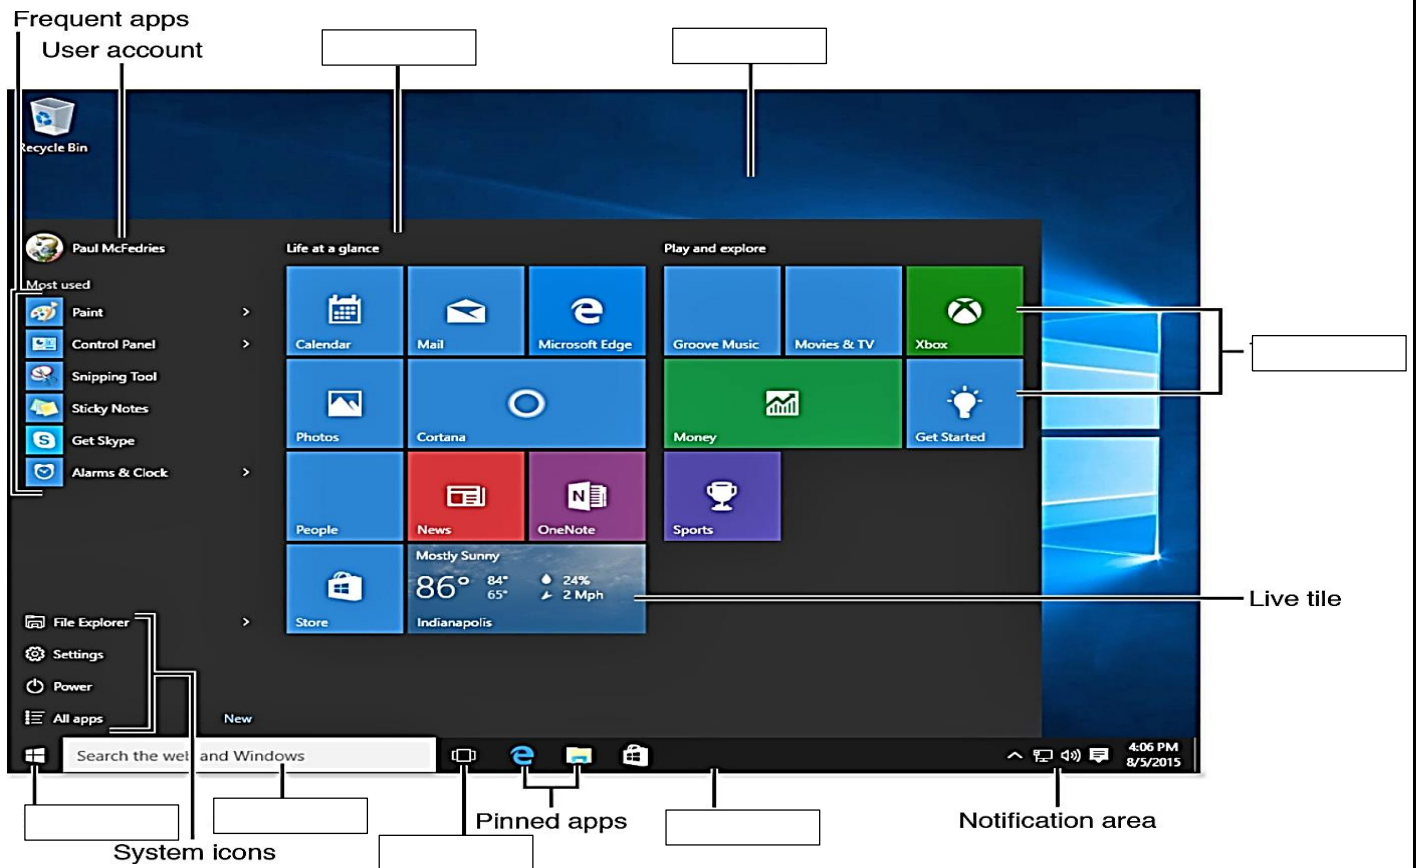 Frequent apps
User account
ecycle Bin
Paul McFedries
Life at a glance
Play and explore
Most used
Paint
Control Panel
Snipping Tool
Sticky Notes
Get Skype
Alarms & Clock
Calendar
Mail
Microsoft Edge
Groove Music
Movies & TV
Xbox
Photos
Cortana
Money
Get Started
People
News
OneNote
Sports
Mostly Sunny
86° 84° 24%
65° 2 Mph
Store
Indianapolis
Live tile
File Explorer
Settings
Power
All apps
New
Search the web and Windows
4:06 PM
8/5/2015
Pinned apps
Notification area
System icons